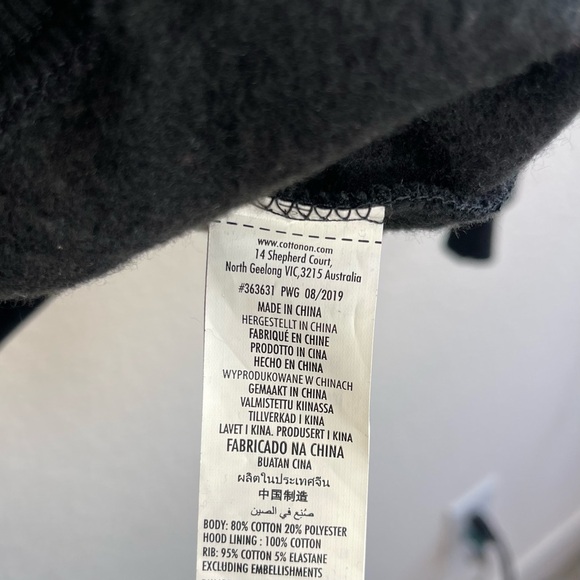 www.cottonon.com
14 Shepherd Court,
North Geelong VIC,3215 Australia
#363631 PWG 08/2019
MADE IN CHINA
HERGESTELLT IN CHINA
FABRIQUÉ EN CHINE
PRODOTTO IN CINA
HECHO EN CHINA
WYPRODUKOWANE W CHINACH
GEMAAKT IN CHINA
VALMISTETTU KIINASSA
TILLVERKAD I KINA
LAVET I KINA. PRODUSERT I KINA
FABRICADO NA CHINA
BUATAN CINA
ผลิตในประเทศจีน
中国制造
صُنِع في الصين
BODY: 80% COTTON 20% POLYESTER
HOOD LINING : 100% COTTON
RIB: 95% COTTON 5% ELASTANE
EXCLUDING EMBELLISHMENTS